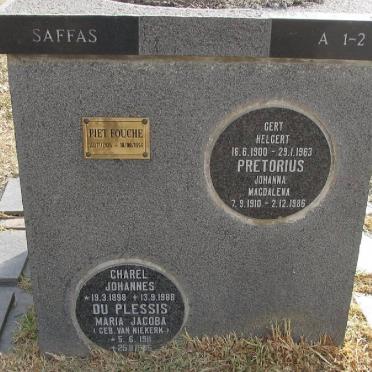 SAFFAS
A 1-2
PIET FOUCHE
GERT
HELGERT
16.6.1900 - 29.1.1963
PRETORIUS
JOHANNA
MAGDALENA
7.9.1910 - 2.12.1986
CHAREL
JOHANNES
*19.3.1898 +13.9.1988
DU PLESSIS
MARIA JACOBA
(GEB. VAN NIEKERK)
* 5.6.1911